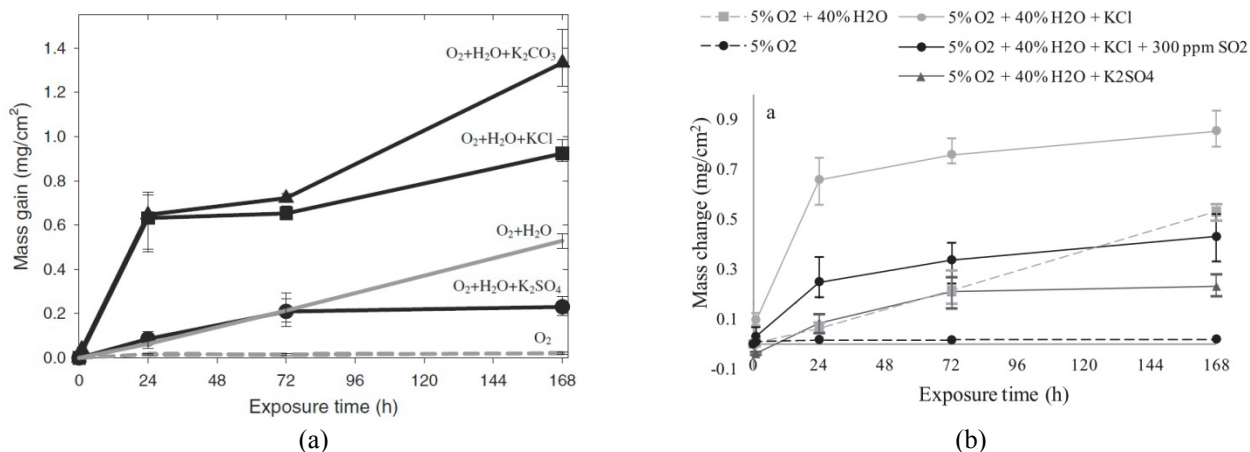 O₂+H₂O+K₂CO₃
O₂+H₂O+KCl
O₂+H₂O
O₂+H₂O+K₂SO₄
O₂
Mass gain (mg/cm²)
1.4
1.2
1.0
0.8
0.6
0.4
0.2
0.0
0 24 48 72 96 120 144 168
Exposure time (h)
(a)
5% O2 + 40% H2O
5% O2 + 40% H2O + KCl
5% O2
5% O2 + 40% H2O + KCl + 300 ppm SO2
5% O2 + 40% H2O + K2SO4
a
Mass change (mg/cm²)
0.9
0.7
0.5
0.3
0.1
-0.1
0 24 48 72 96 120 144 168
Exposure time (h)
(b)